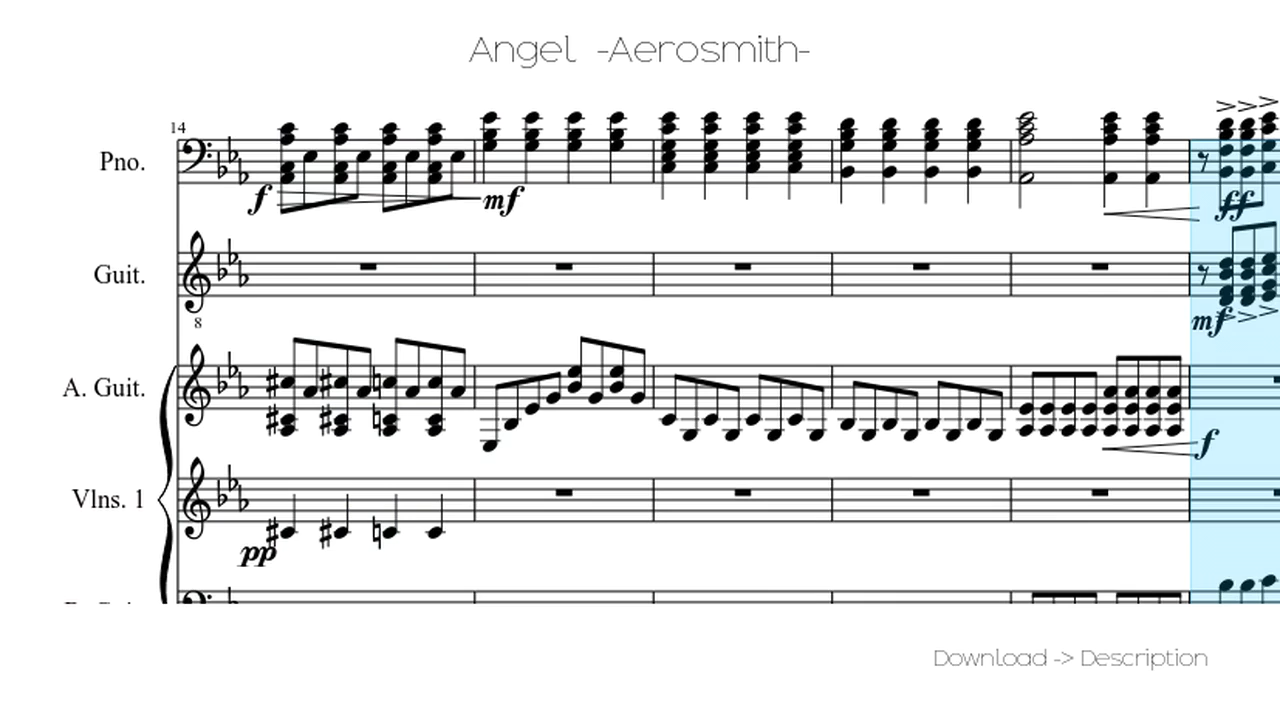 Angel -Aerosmith-
14
Pno.
f
mf
ff
Guit.
8
mf
A. Guit.
f
Vlns. 1
pp
Download -> Description